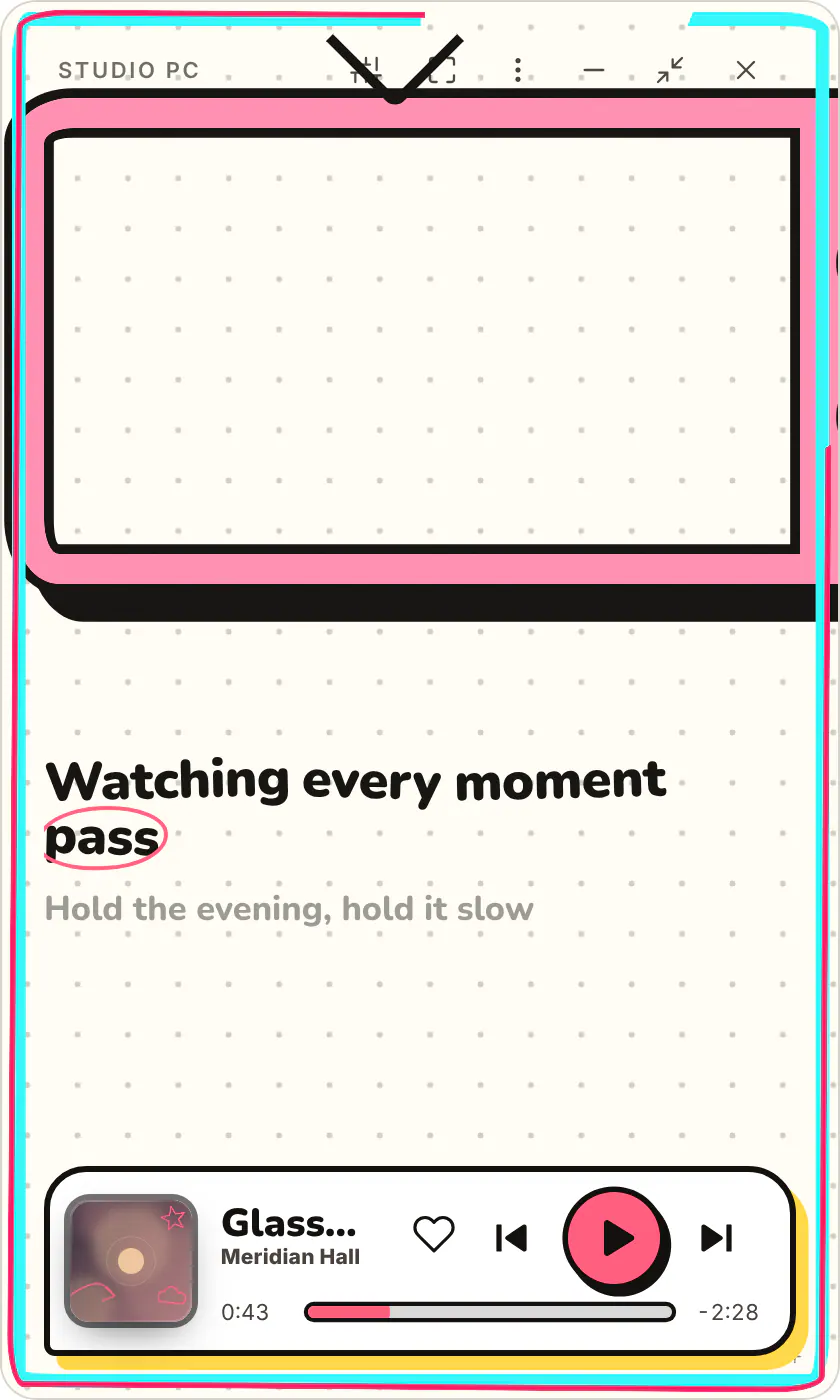 STUDIO PC
Watching every moment
pass
Hold the evening, hold it slow
Glass...
Meridian Hall
0:43
-2:28